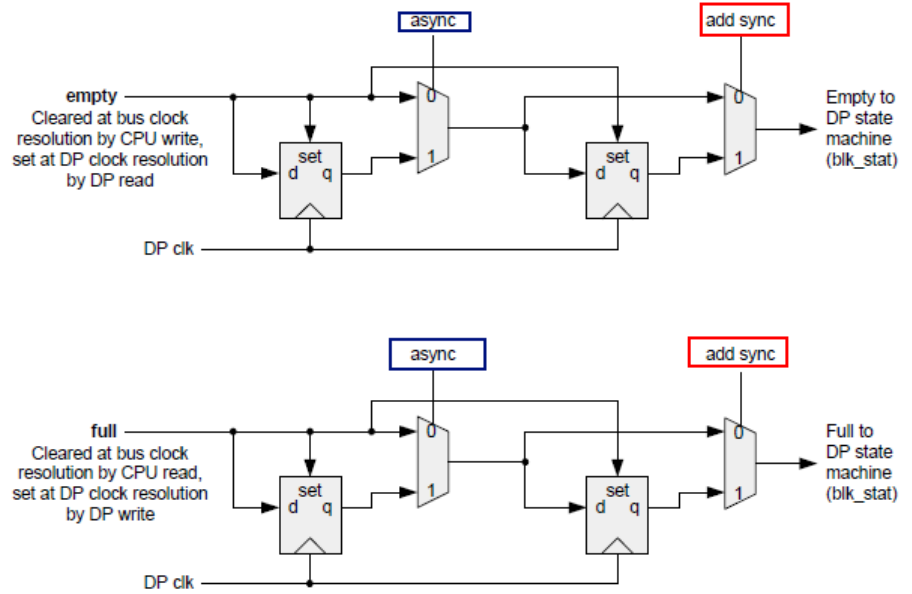 async
add sync
empty
Cleared at bus clock
resolution by CPU write,
set at DP clock resolution
by DP read
0
1
set
d q
0
1
set
d q
Empty to
DP state
machine
(blk_stat)
DP clk
async
add sync
full
Cleared at bus clock
resolution by CPU read,
set at DP clock resolution
by DP write
0
1
set
d q
0
1
set
d q
Full to
DP state
machine
(blk_stat)
DP clk